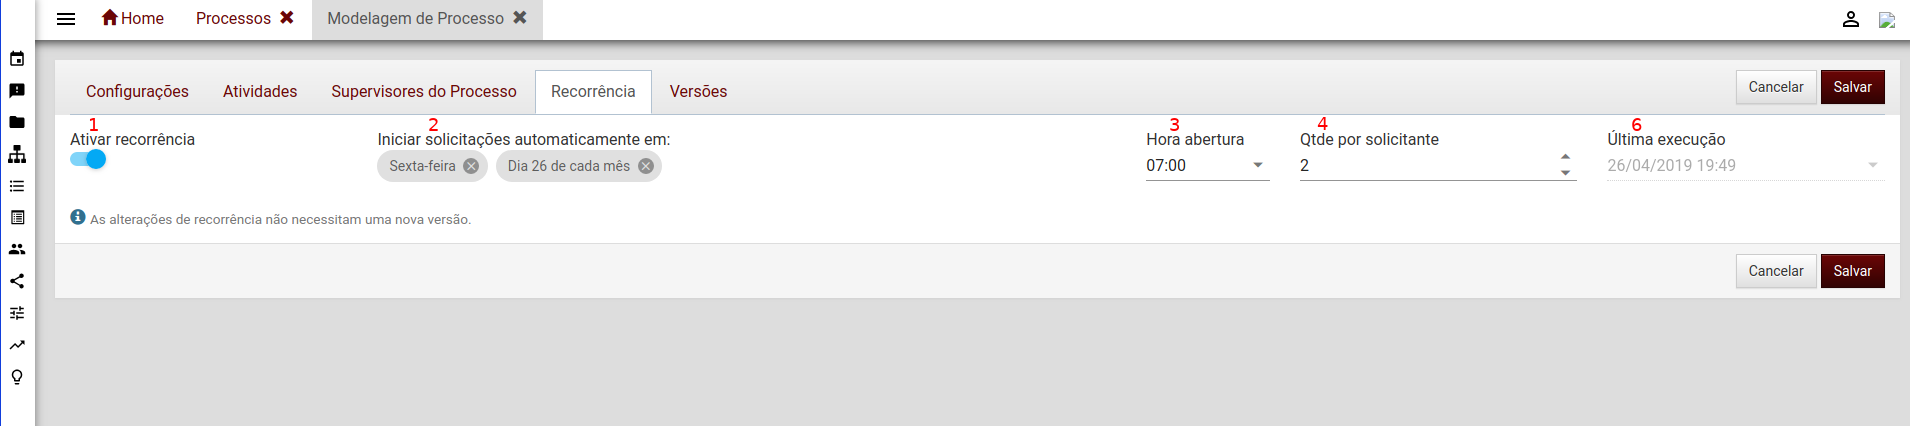 Home Processos Modelagem de Processo
Configurações Atividades Supervisores do Processo Recorrência Versões Cancelar Salvar
1 2 3 4 6
Ativar recorrência Iniciar solicitações automaticamente em: Hora abertura Qtde por solicitante Última execução
Sexta-feira Dia 26 de cada mês 07:00 2 26/04/2019 19:49
As alterações de recorrência não necessitam uma nova versão.
Cancelar Salvar